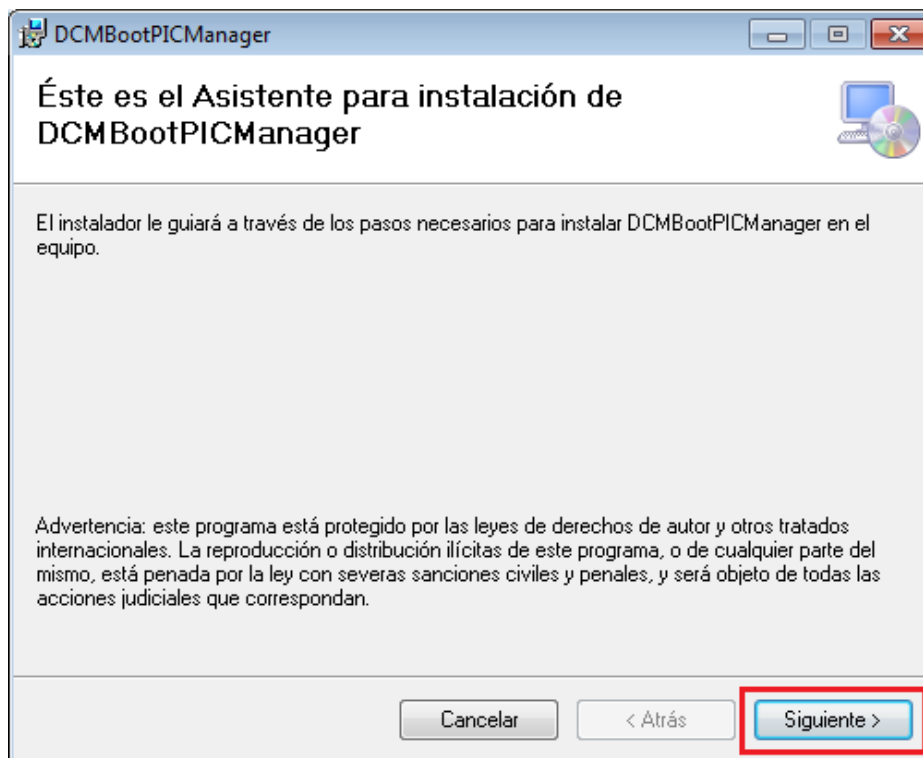 DCMBootPICManager
Éste es el Asistente para instalación de
DCMBootPICManager
El instalador le guiará a través de los pasos necesarios para instalar DCMBootPICManager en el
equipo.
Advertencia: este programa está protegido por las leyes de derechos de autor y otros tratados
internacionales. La reproducción o distribución ilícitas de este programa, o de cualquier parte del
mismo, está penada por la ley con severas sanciones civiles y penales, y será objeto de todas las
acciones judiciales que correspondan.
Cancelar
< Atrás
Siguiente >